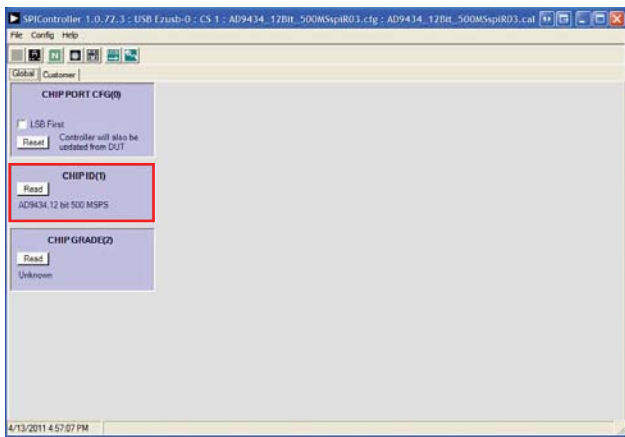 SPIController 1.0.72.3 : USB Ezusb-0 : CS 1 : AD9434_12Bit_500MSspiR03.cfg : AD9434_12Bit_500MSspiR03.cal
File Config Help
Global Customer
CHIP PORT CFG(0)
LSB First
Reset Controller will also be
updated from DUT
CHIP ID(1)
Read
AD9434,12 bit 500 MSPS
CHIP GRADE(2)
Read
Unknown
4/13/2011 4:57:07 PM